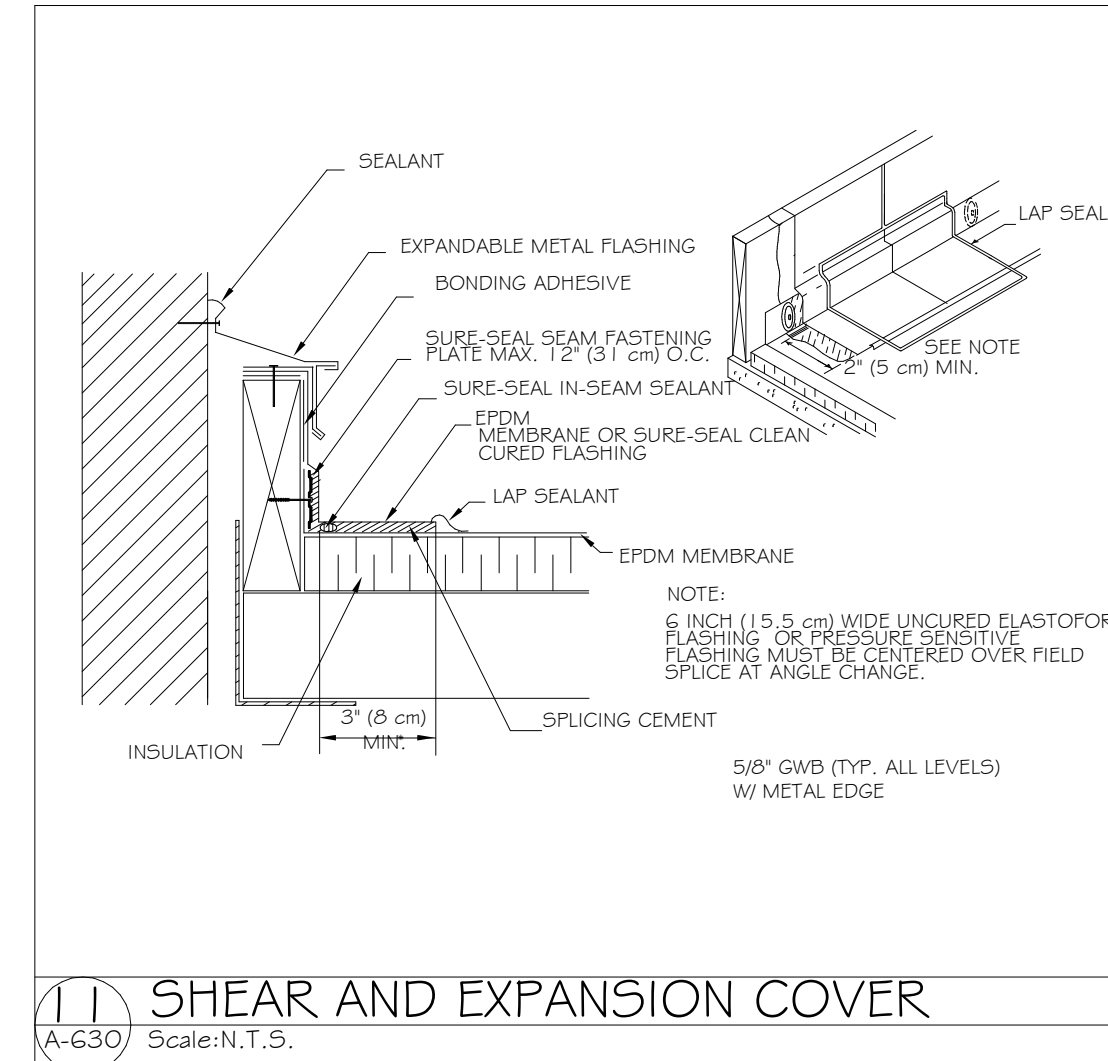 SEALANT
EXPANDABLE METAL FLASHING
BONDING ADHESIVE
SURE-SEAL SEAM FASTENING
PLATE MAX. 12" (31 cm) O.C.
SURE-SEAL IN-SEAM SEALANT
EPDM
MEMBRANE OR SURE-SEAL CLEAN
CURED FLASHING
LAP SEALANT
EPDM MEMBRANE
LAP SEAL
SEE NOTE
2" (5 cm) MIN.
NOTE:
6 INCH (15.5 cm) WIDE UNCURED ELASTOFOR
FLASHING OR PRESSURE SENSITIVE
FLASHING MUST BE CENTERED OVER FIELD
SPLICE AT ANGLE CHANGE.
3" (8 cm)
MIN.
SPLICING CEMENT
INSULATION
5/8" GWB (TYP. ALL LEVELS)
W/ METAL EDGE
11
A-630
SHEAR AND EXPANSION COVER
Scale:N.T.S.